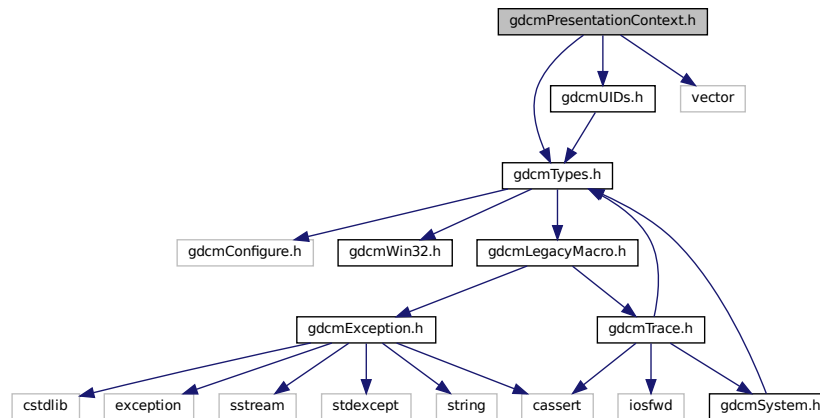 gdcmPresentationContext.h
gdcmUIDs.h
vector
gdcmTypes.h
gdcmConfigure.h
gdcmWin32.h
gdcmLegacyMacro.h
gdcmException.h
gdcmTrace.h
cstdlib
exception
sstream
stdexcept
string
cassert
iosfwd
gdcmSystem.h